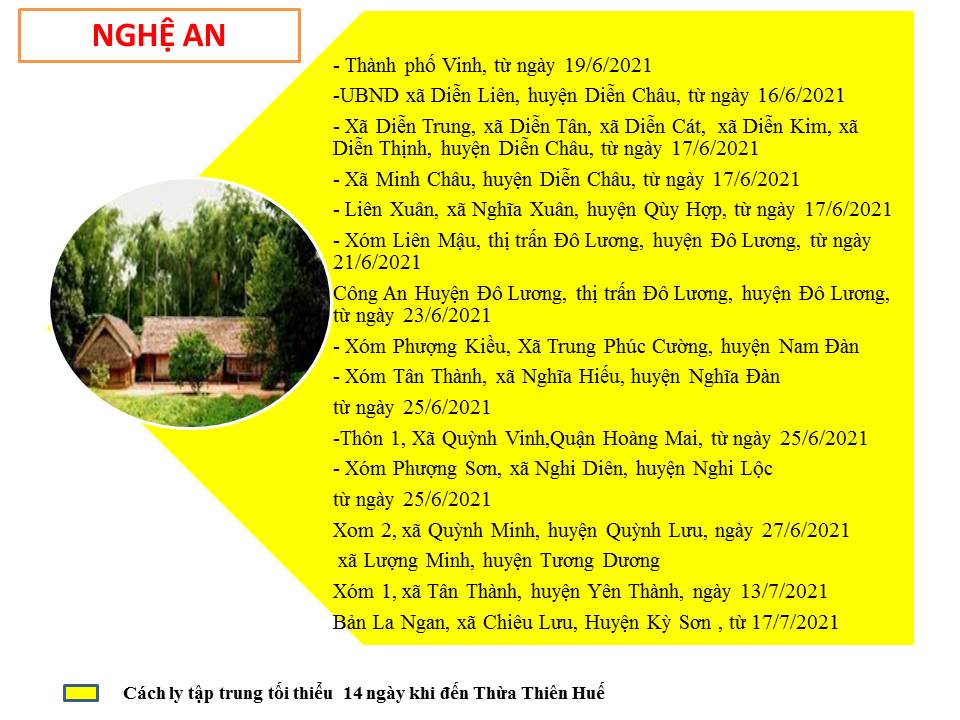 NGHỆ AN
- Thành phố Vinh, từ ngày 19/6/2021
-UBND xã Diễn Liên, huyện Diễn Châu, từ ngày 16/6/2021
- Xã Diễn Trung, xã Diễn Tân, xã Diễn Cát, xã Diễn Kim, xã
Diễn Thịnh, huyện Diễn Châu, từ ngày 17/6/2021
- Xã Minh Châu, huyện Diễn Châu, từ ngày 17/6/2021
- Liên Xuân, xã Nghĩa Xuân, huyện Qùy Hợp, từ ngày 17/6/2021
- Xóm Liên Mậu, thị trấn Đô Lương, huyện Đô Lương, từ ngày
21/6/2021
Công An Huyện Đô Lương, thị trấn Đô Lương, huyện Đô Lương,
từ ngày 23/6/2021
- Xóm Phượng Kiều, Xã Trung Phúc Cường, huyện Nam Đàn
- Xóm Tân Thành, xã Nghĩa Hiếu, huyện Nghĩa Đàn
từ ngày 25/6/2021
-Thôn 1, Xã Quỳnh Vinh,Quận Hoàng Mai, từ ngày 25/6/2021
- Xóm Phượng Sơn, xã Nghi Diên, huyện Nghi Lộc
từ ngày 25/6/2021
Xom 2, xã Quỳnh Minh, huyện Quỳnh Lưu, ngày 27/6/2021
xã Lượng Minh, huyện Tương Dương
Xóm 1, xã Tân Thành, huyện Yên Thành, ngày 13/7/2021
Bản La Ngan, xã Chiêu Lưu, Huyện Kỳ Sơn , từ 17/7/2021
Cách ly tập trung tối thiểu 14 ngày khi đến Thừa Thiên Huế